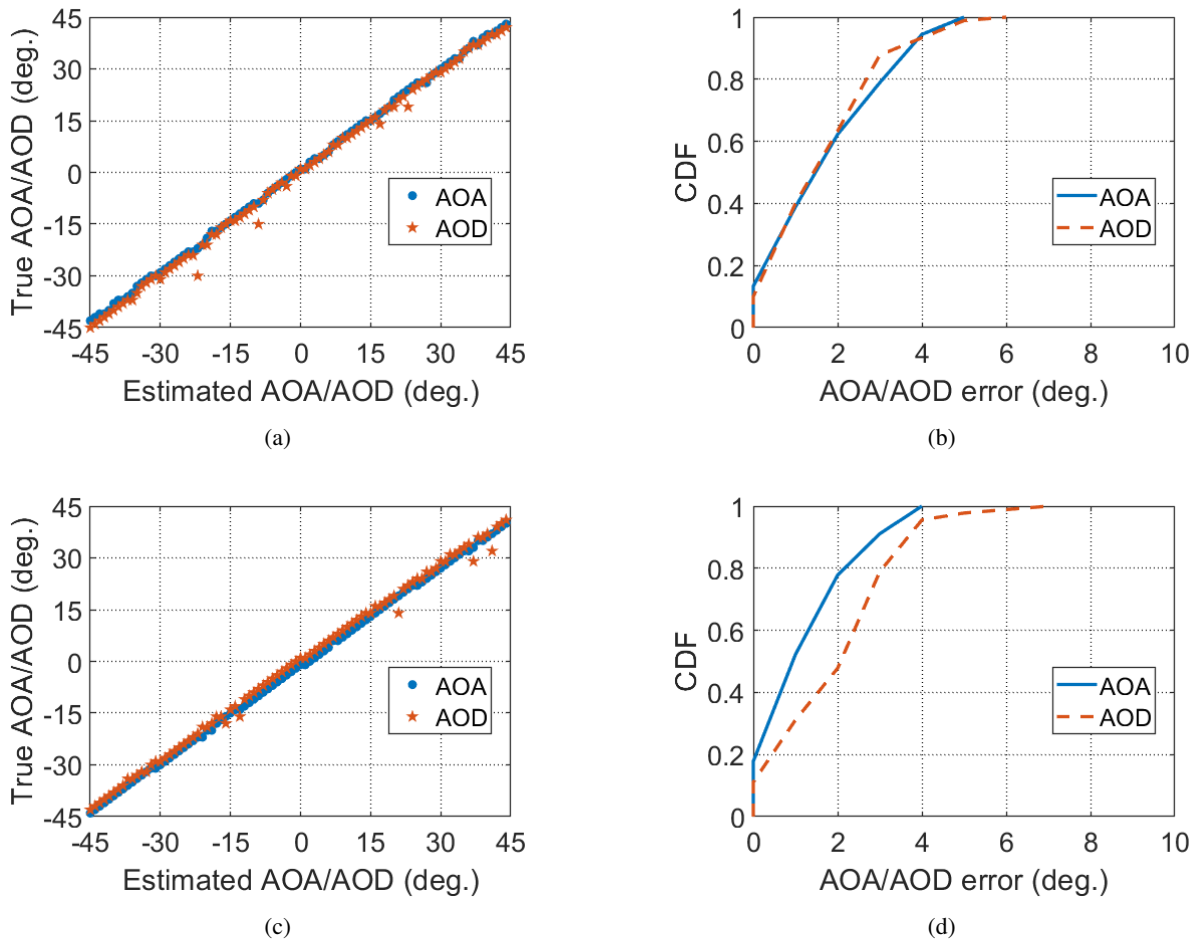 45
30
15
0
-15
-30
-45
True AOA/AOD (deg.)
AOA
AOD
-45 -30 -15 0 15 30 45
Estimated AOA/AOD (deg.)
(a)
1
0.8
0.6
0.4
0.2
0
CDF
AOA
AOD
0 2 4 6 8 10
AOA/AOD error (deg.)
(b)
45
30
15
0
-15
-30
-45
True AOA/AOD (deg.)
AOA
AOD
-45 -30 -15 0 15 30 45
Estimated AOA/AOD (deg.)
(c)
1
0.8
0.6
0.4
0.2
0
CDF
AOA
AOD
0 2 4 6 8 10
AOA/AOD error (deg.)
(d)